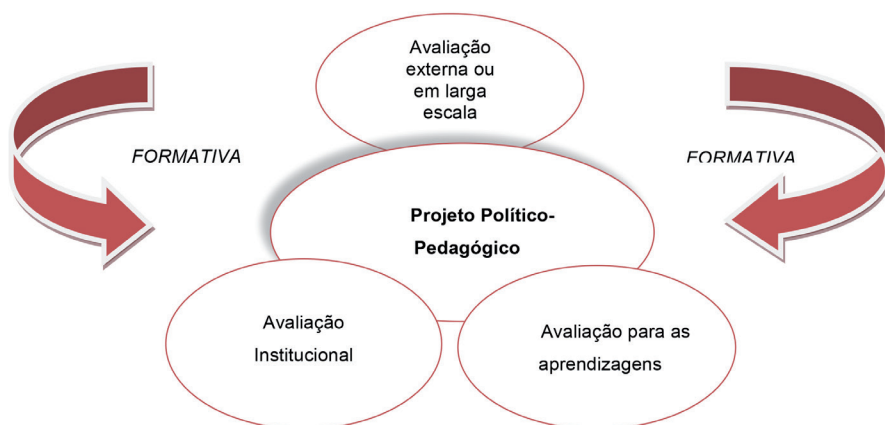 Avaliação
externa ou
em larga
escala
FORMATIVA
FORMATIVA
Projeto Político-
Pedagógico
Avaliação
Institucional
Avaliação para as
aprendizagens